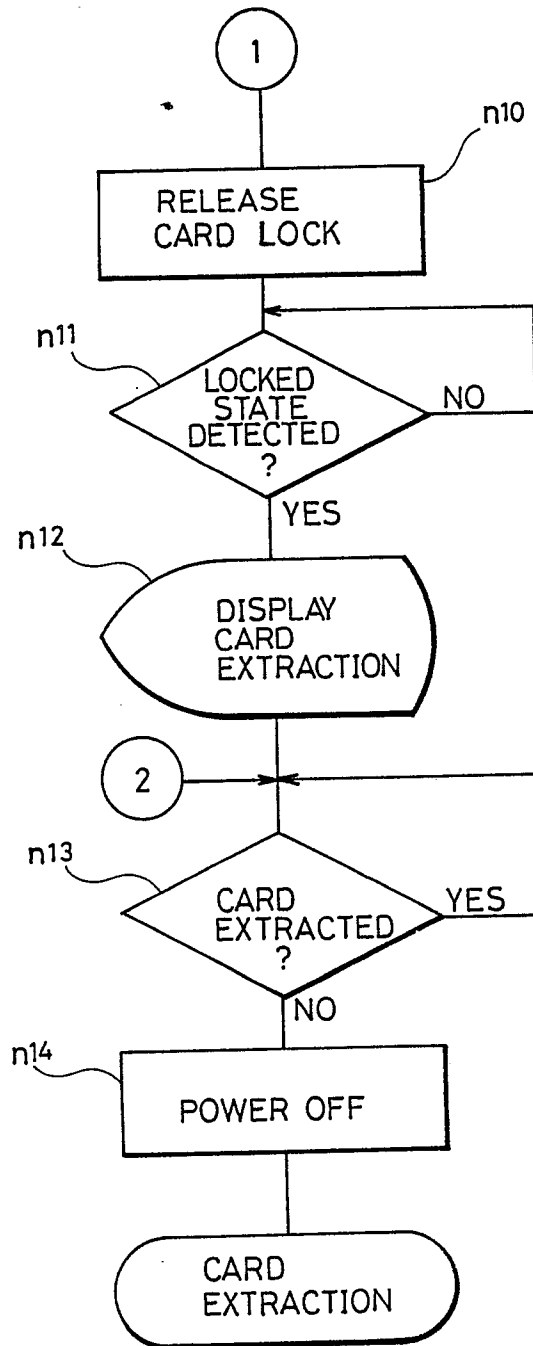 1
n10
RELEASE
CARD LOCK
n11
LOCKED
STATE
DETECTED
?
NO
YES
n12
DISPLAY
CARD
EXTRACTION
2
n13
CARD
EXTRACTED
?
YES
NO
n14
POWER OFF
CARD
EXTRACTION